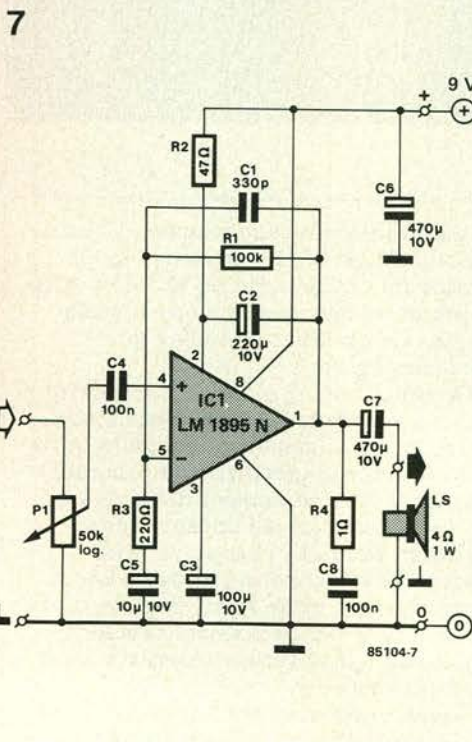 7
9 V
+
+
R2
47Ω
C1
330p
R1
100k
C2
220µ
10V
C6
470µ
10V
C4
100n
4
+
2
8
IC1
LM 1895 N
1
5
−
3
6
C7
470µ
10V
P1
50k
log.
R3
220Ω
C5
10µ 10V
C3
100µ
10V
R4
1Ω
C8
100n
LS
4Ω
1 W
0
0
85104-7